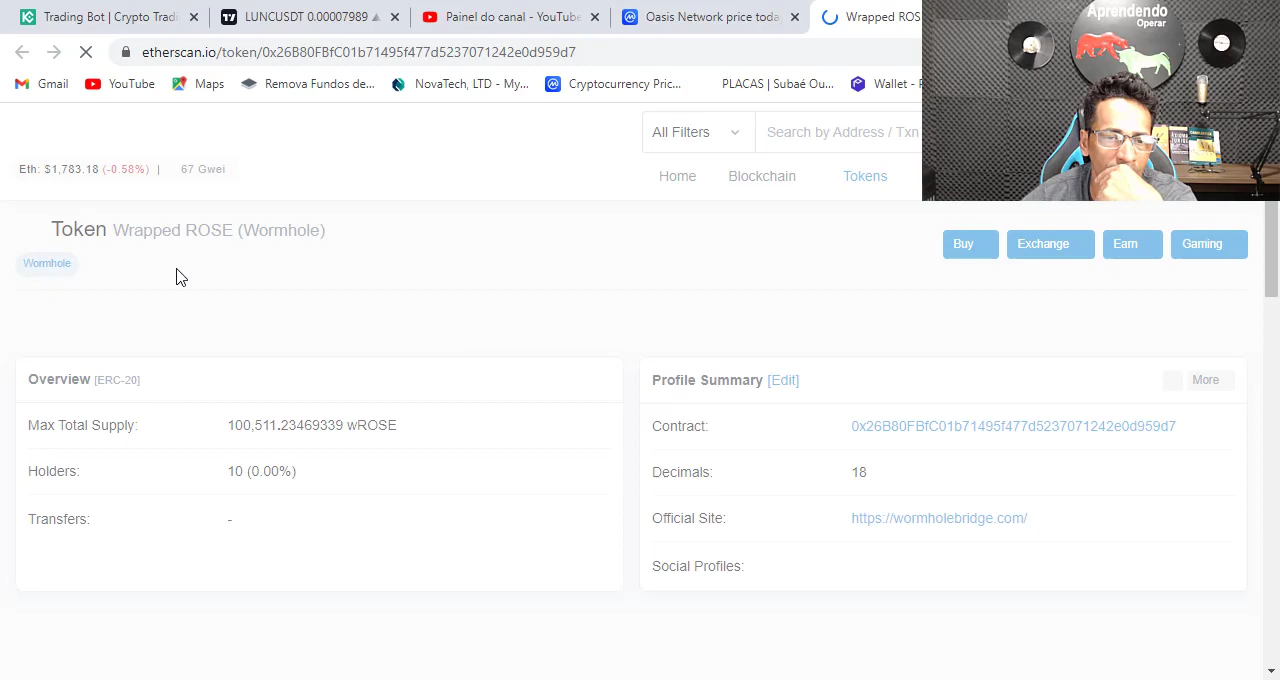 Trading Bot | Crypto Tradi
LUNCUSDT 0.00007989
Painel do canal - YouTube
Oasis Network price toda
Wrapped ROS
etherscan.io/token/0x26B80FBfC01b71495f477d5237071242e0d959d7
Gmail
YouTube
Maps
Remova Fundos de...
NovaTech, LTD - My...
Cryptocurrency Pric...
PLACAS | Subaé Ou...
Wallet -
Aprendendo
Operar
All Filters
Search by Address / Txn
Eth: $1,783.18 (-0.58%) |
67 Gwei
Home
Blockchain
Tokens
Token Wrapped ROSE (Wormhole)
Wormhole
Buy
Exchange
Earn
Gaming
Overview [ERC-20]
Max Total Supply:
100,511.23469339 wROSE
Holders:
10 (0.00%)
Transfers:
-
Profile Summary [Edit]
More
Contract:
0x26B80FBfC01b71495f477d5237071242e0d959d7
Decimals:
18
Official Site:
https://wormholebridge.com/
Social Profiles: